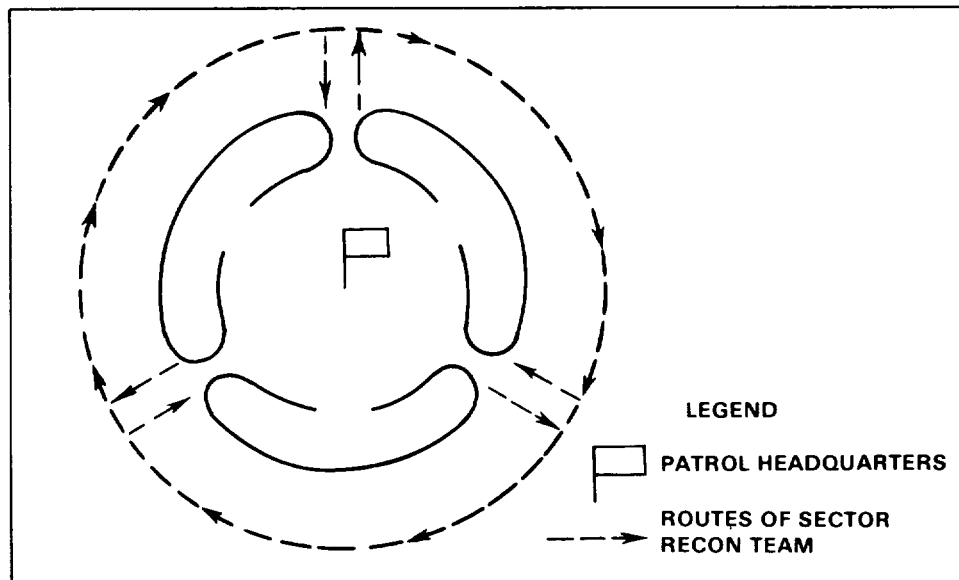 LEGEND
PATROL HEADQUARTERS
ROUTES OF SECTOR
RECON TEAM